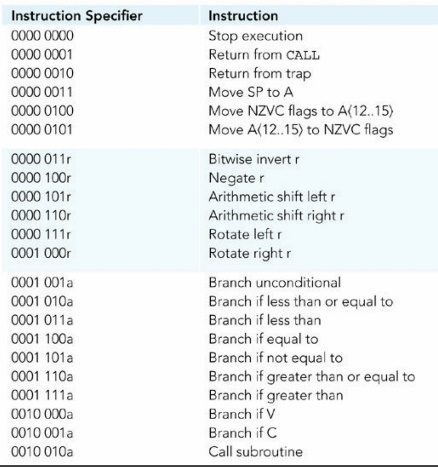 Instruction Specifier Instruction
0000 0000 Stop execution
0000 0001 Return from CALL
0000 0010 Return from trap
0000 0011 Move SP to A
0000 0100 Move NZVC flags to A(12..15)
0000 0101 Move A(12..15) to NZVC flags
0000 011r Bitwise invert r
0000 100r Negate r
0000 101r Arithmetic shift left r
0000 110r Arithmetic shift right r
0000 111r Rotate left r
0001 000r Rotate right r
0001 001a Branch unconditional
0001 010a Branch if less than or equal to
0001 011a Branch if less than
0001 100a Branch if equal to
0001 101a Branch if not equal to
0001 110a Branch if greater than or equal to
0001 111a Branch if greater than
0010 000a Branch if V
0010 001a Branch if C
0010 010a Call subroutine